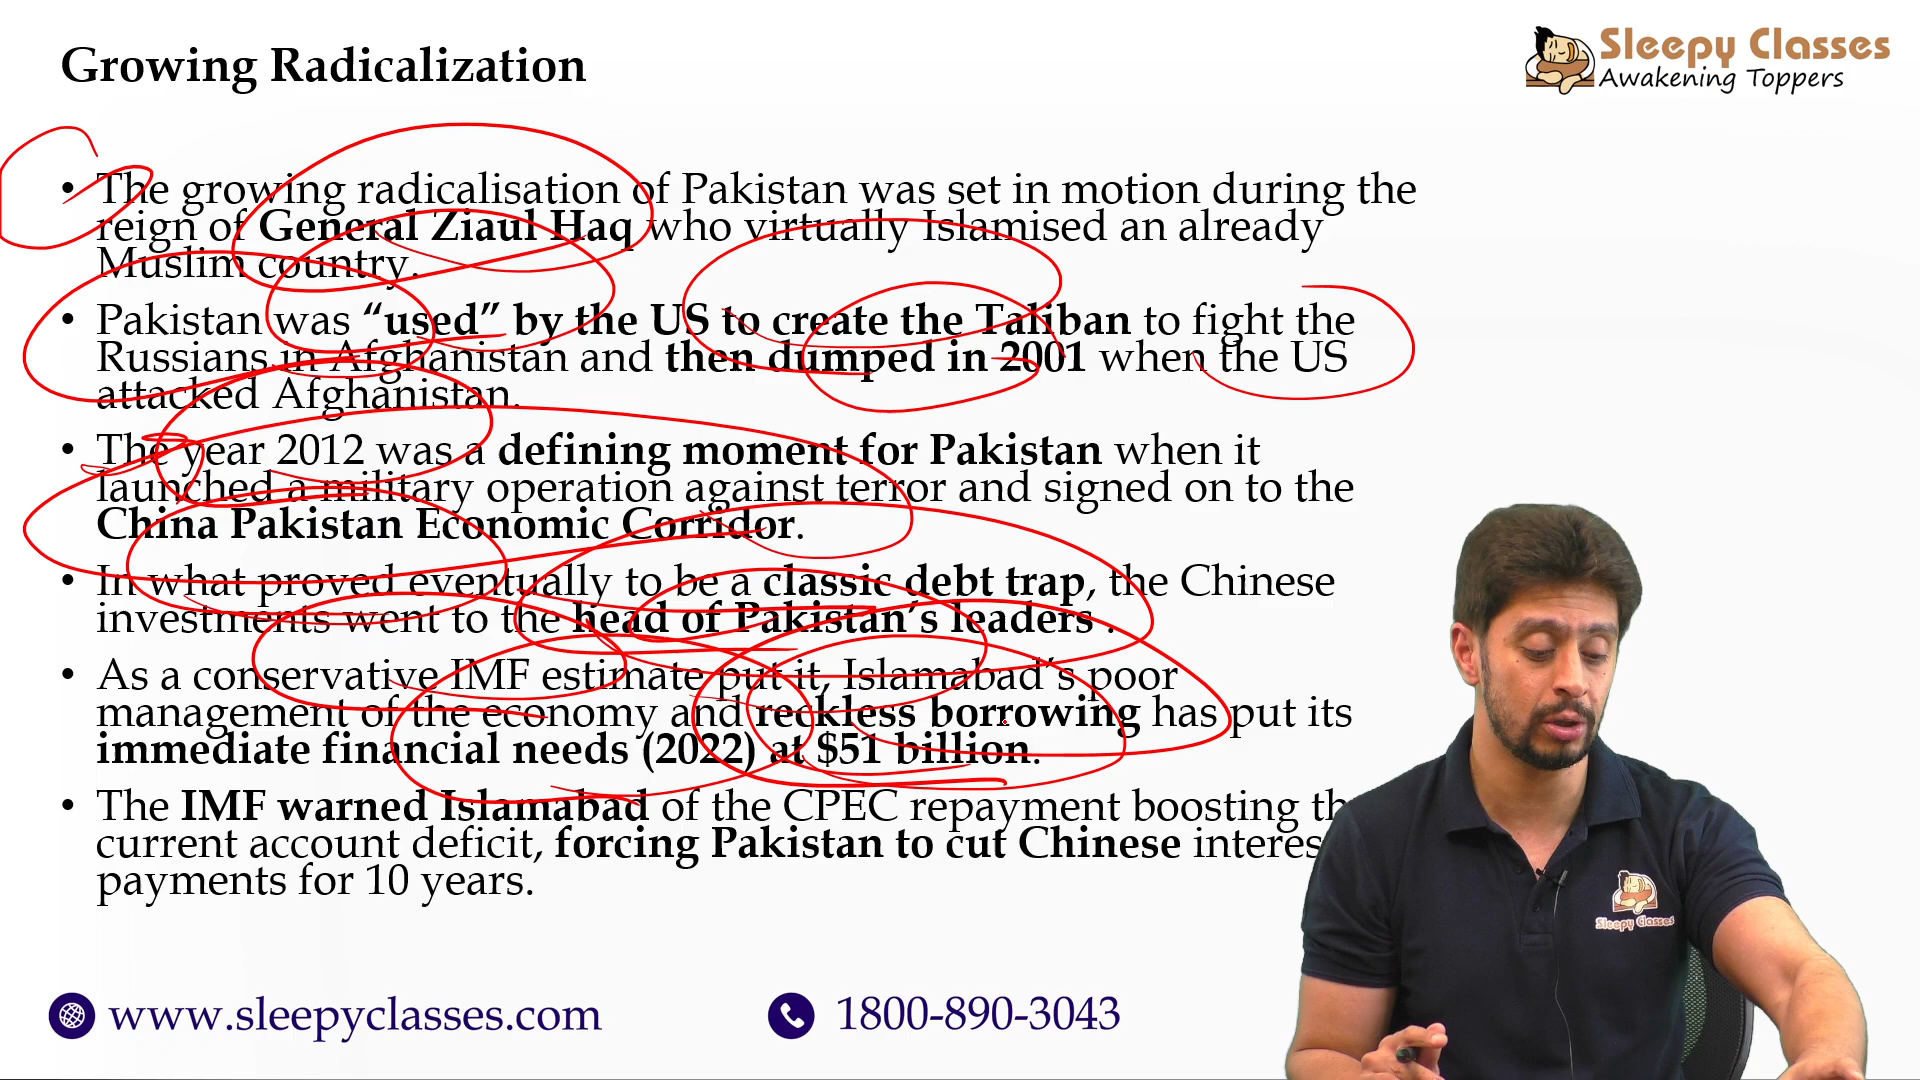 Growing Radicalization
Sleepy Classes
Awakening Toppers
• The growing radicalisation of Pakistan was set in motion during the
reign of General Ziaul Haq who virtually Islamised an already
Muslim country.
• Pakistan was “used” by the US to create the Taliban to fight the
Russians in Afghanistan and then dumped in 2001 when the US
attacked Afghanistan.
• The year 2012 was a defining moment for Pakistan when it
launched a military operation against terror and signed on to the
China Pakistan Economic Corridor.
• In what proved eventually to be a classic debt trap, the Chinese
investments went to the head of Pakistan’s leaders .
• As a conservative IMF estimate put it, Islamabad’s poor
management of the economy and reckless borrowing has put its
immediate financial needs (2022) at $51 billion.
• The IMF warned Islamabad of the CPEC repayment boosting th
current account deficit, forcing Pakistan to cut Chinese interes
payments for 10 years.
Sleepy Classes
www.sleepyclasses.com
1800-890-3043